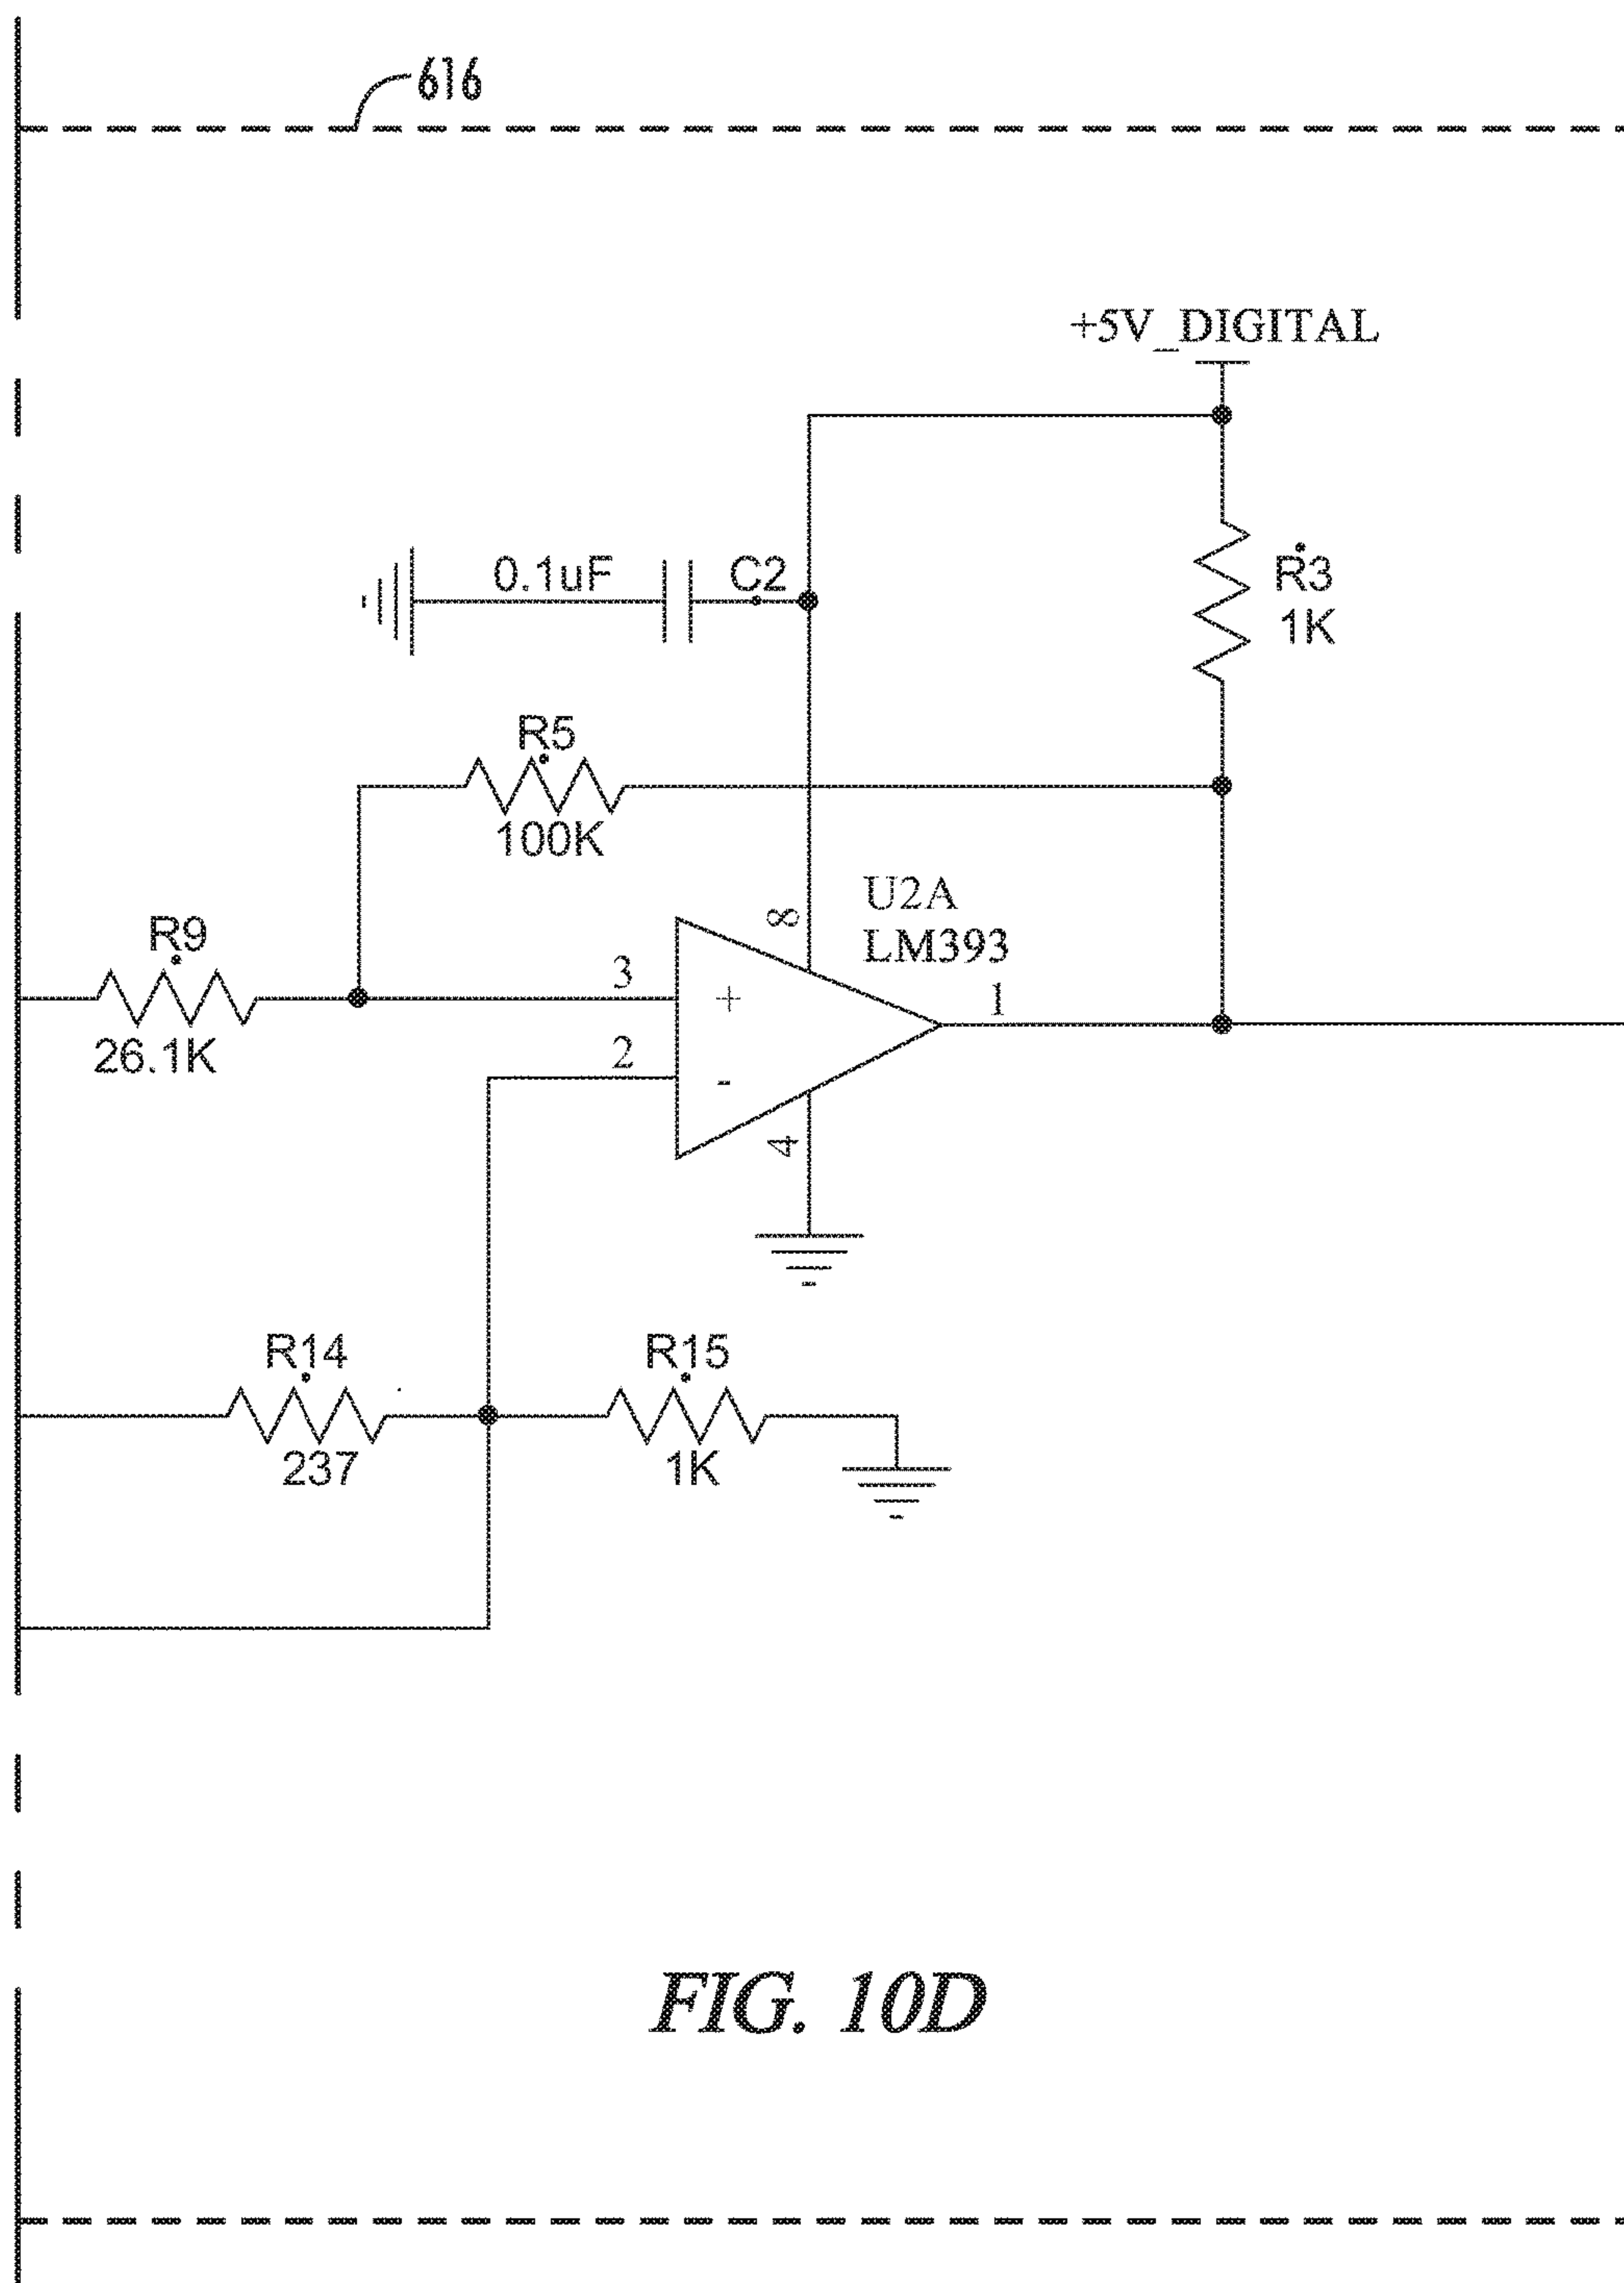 616
+5V_DIGITAL
0.1uF
C2
R3
1K
R5
100K
U2A
LM393
8
R9
26.1K
3
+
1
2
-
4
R14
237
R15
1K
FIG. 10D